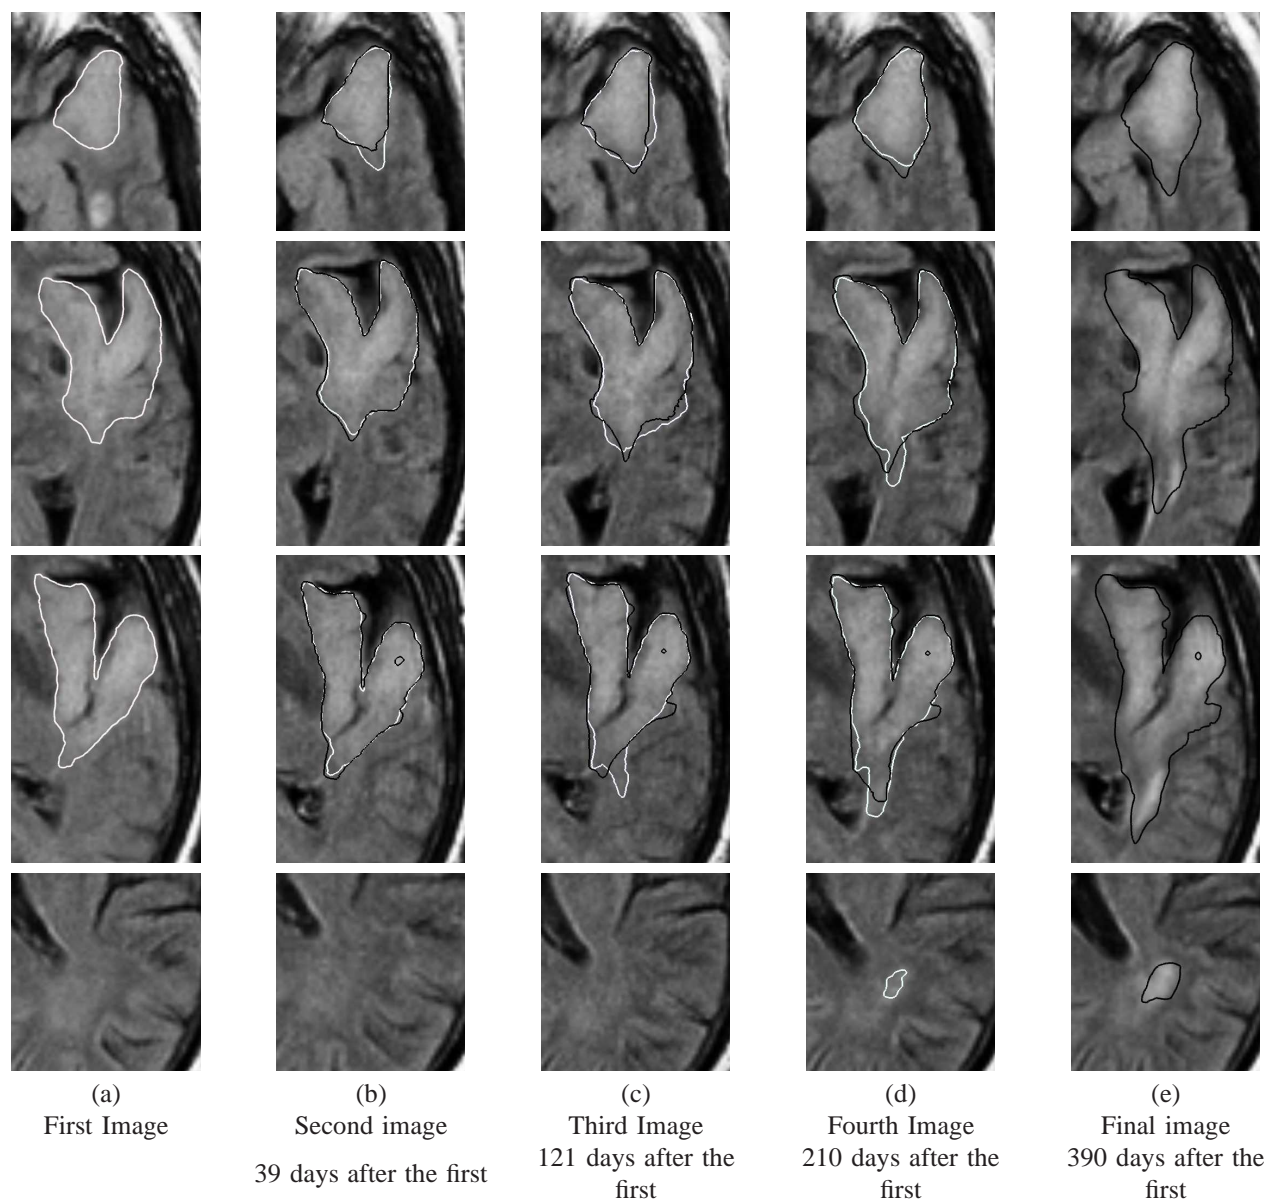 (a)
First Image
(b)
Second image
39 days after the first
(c)
Third Image
121 days after the
first
(d)
Fourth Image
210 days after the
first
(e)
Final image
390 days after the
first